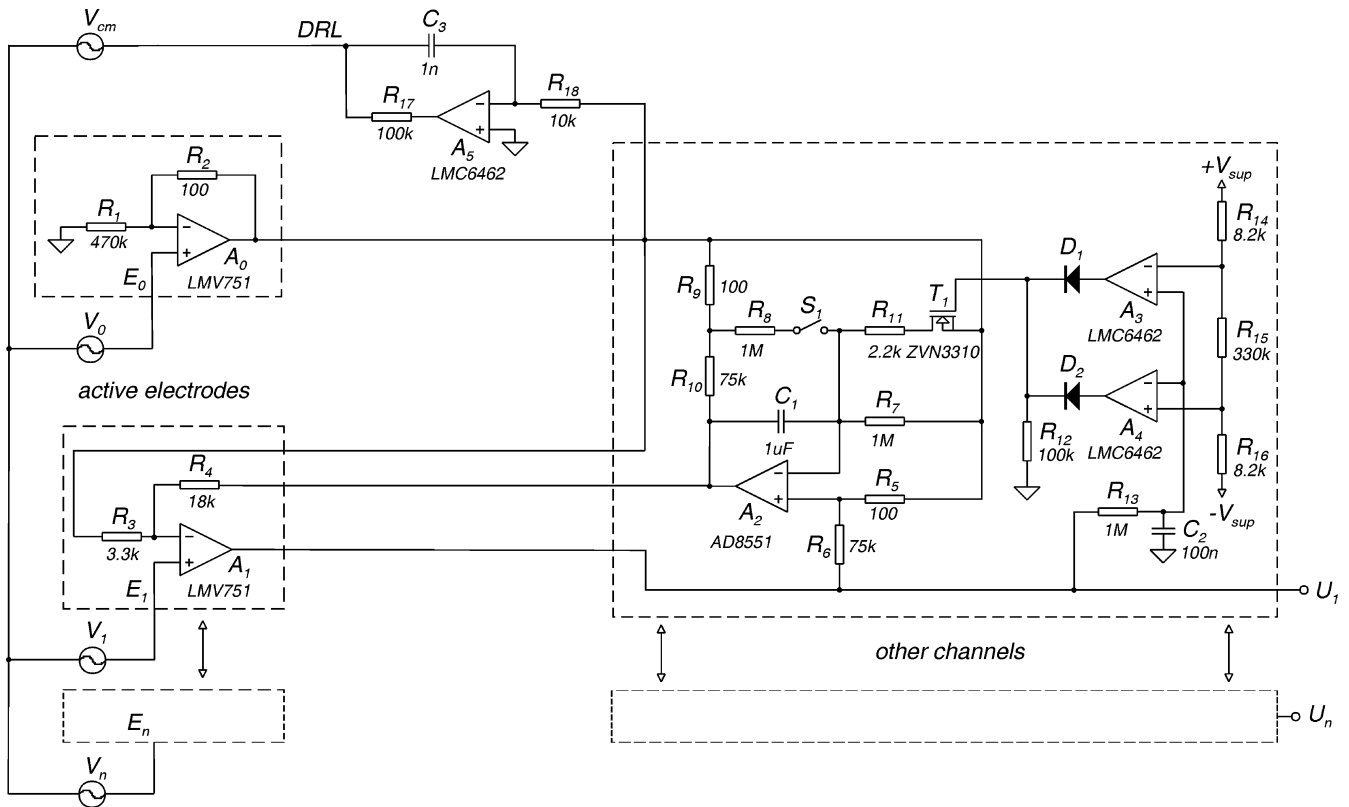 V_cm
DRL
C_3
1n
R_17
100k
A_5
LMC6462
R_18
10k
R_2
100
R_1
470k
E_0
A_0
LMV751
V_0
active electrodes
R_4
18k
R_3
3.3k
E_1
A_1
LMV751
V_1
E_n
V_n
R_9
100
R_8
1M
S_1
R_11
2.2k
T_1
ZVN3310
R_10
75k
C_1
1uF
R_7
1M
A_2
AD8551
R_5
100
R_6
75k
D_1
A_3
LMC6462
D_2
A_4
LMC6462
R_12
100k
+V_sup
R_14
8.2k
R_15
330k
R_16
8.2k
-V_sup
R_13
1M
C_2
100n
U_1
other channels
U_n